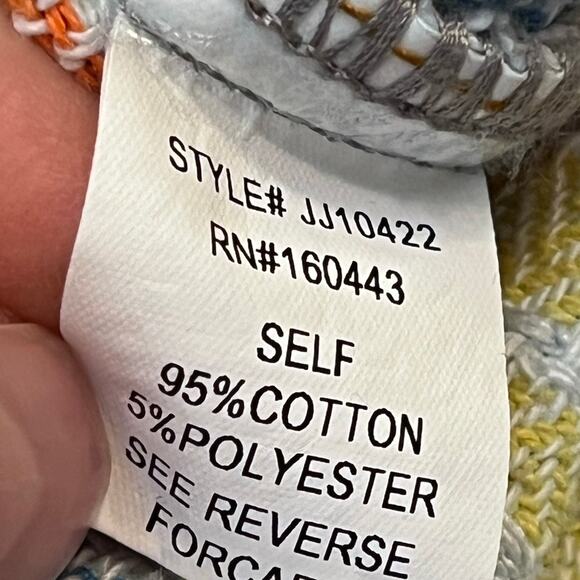 STYLE# JJ10422
RN#160443
SELF
95%COTTON
5%POLYESTER
SEE REVERSE